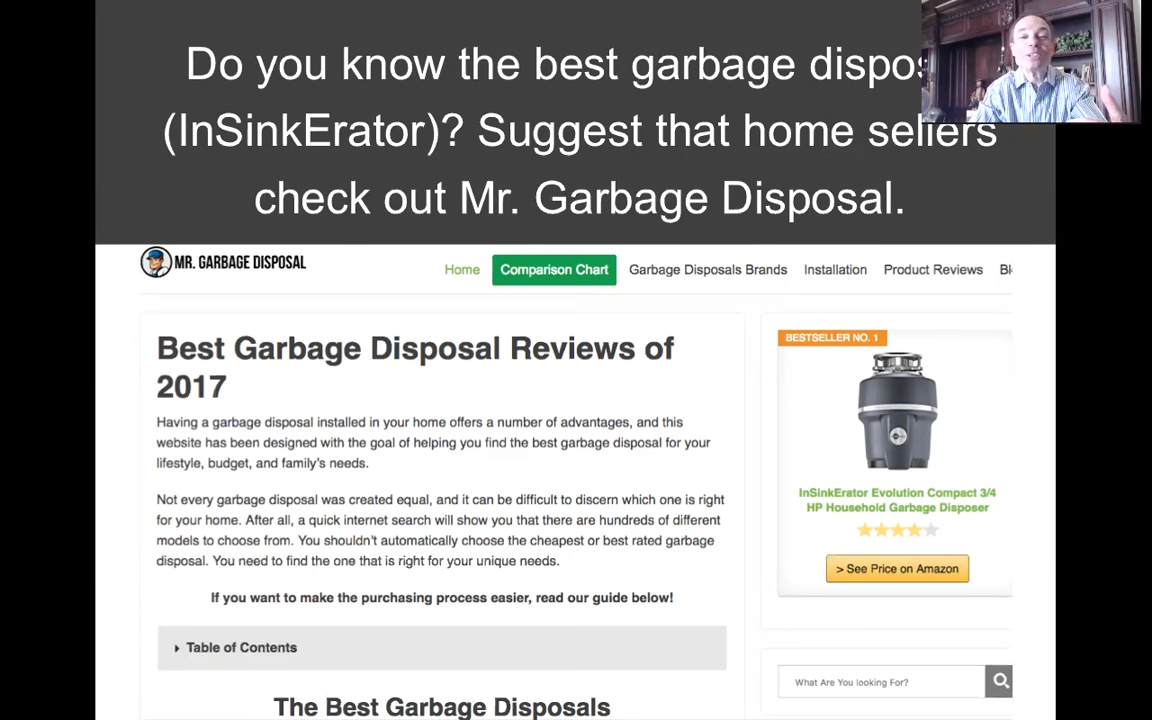 Do you know the best garbage
(InSinkErator)? Suggest that home sellers
check out Mr. Garbage Disposal.
MR. GARBAGE DISPOSAL
Home Comparison Chart Garbage Disposals Brands Installation Product Reviews
Best Garbage Disposal Reviews of
2017
Having a garbage disposal installed in your home offers a number of advantages, and this
website has been designed with the goal of helping you find the best garbage disposal for your
lifestyle, budget, and family's needs.
Not every garbage disposal was created equal, and it can be difficult to discern which one is right
for your home. After all, a quick internet search will show you that there are hundreds of different
models to choose from. You shouldn't automatically choose the cheapest or best rated garbage
disposal. You need to find the one that is right for your unique needs.
If you want to make the purchasing process easier, read our guide below!
Table of Contents
The Best Garbage Disposals
BESTSELLER NO. 1
InSinkErator Evolution Compact 3/4
HP Household Garbage Disposer
> See Price on Amazon
What Are You looking For?